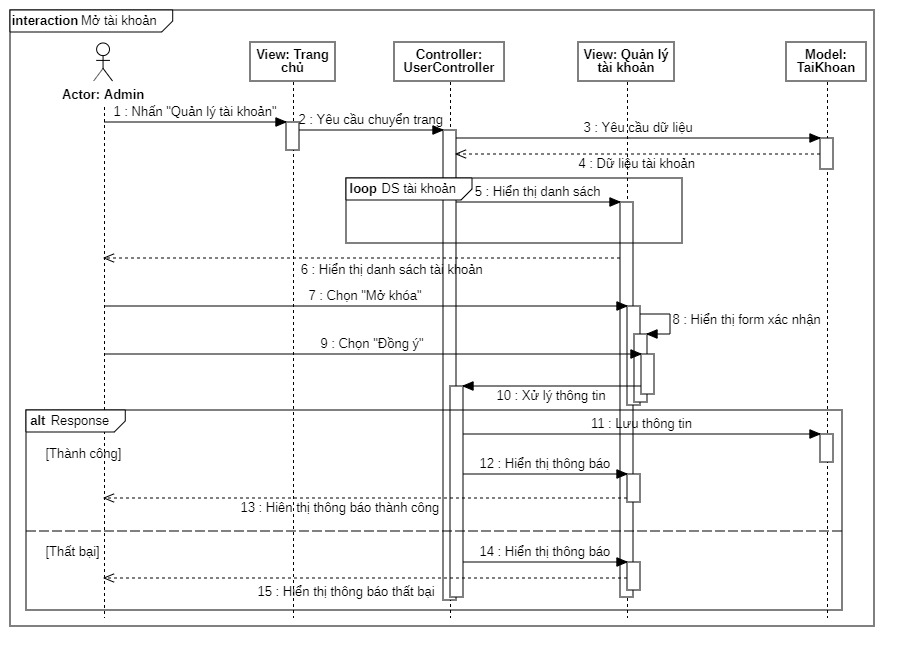 interaction Mở tài khoản
View: Trang
chủ
Controller:
UserController
View: Quản lý
tài khoản
Model:
TaiKhoan
Actor: Admin
1 : Nhấn "Quản lý tài khoản"
2 : Yêu cầu chuyển trang
3 : Yêu cầu dữ liệu
4 : Dữ liệu tài khoản
loop DS tài khoản
5 : Hiển thị danh sách
6 : Hiển thị danh sách tài khoản
7 : Chọn "Mở khóa"
8 : Hiển thị form xác nhận
9 : Chọn "Đồng ý"
10 : Xử lý thông tin
alt Response
11 : Lưu thông tin
[Thành công]
12 : Hiển thị thông báo
13 : Hiên thị thông báo thành công
[Thất bại]
14 : Hiển thị thông báo
15 : Hiển thị thông báo thất bại